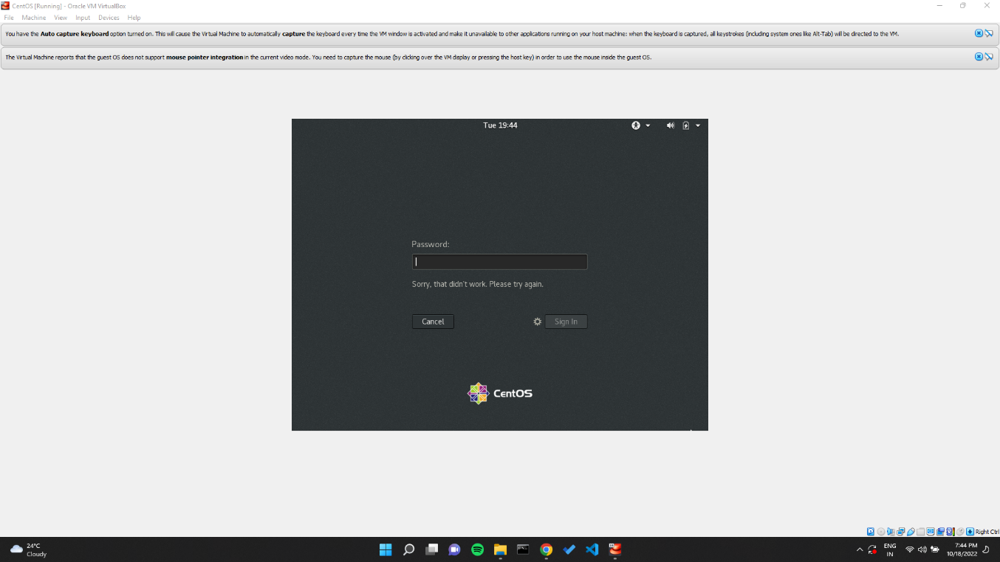 CentOS [Running] - Oracle VM VirtualBox
File Machine View Input Devices Help
You have the Auto capture keyboard option turned on. This will cause the Virtual Machine to automatically capture the keyboard every time the VM window is activated and make it unavailable to other applications running on your host machine: when the keyboard is captured, all keystrokes (including system ones like Alt-Tab) will be directed to the VM.
The Virtual Machine reports that the guest OS does not support mouse pointer integration in the current video mode. You need to capture the mouse (by clicking over the VM display or pressing the host key) in order to use the mouse inside the guest OS.
Tue 19:44
Password:
Sorry, that didn't work. Please try again.
Cancel Sign In
CentOS
Right Ctrl
24°C
Cloudy
ENG
IN
7:44 PM
10/18/2022